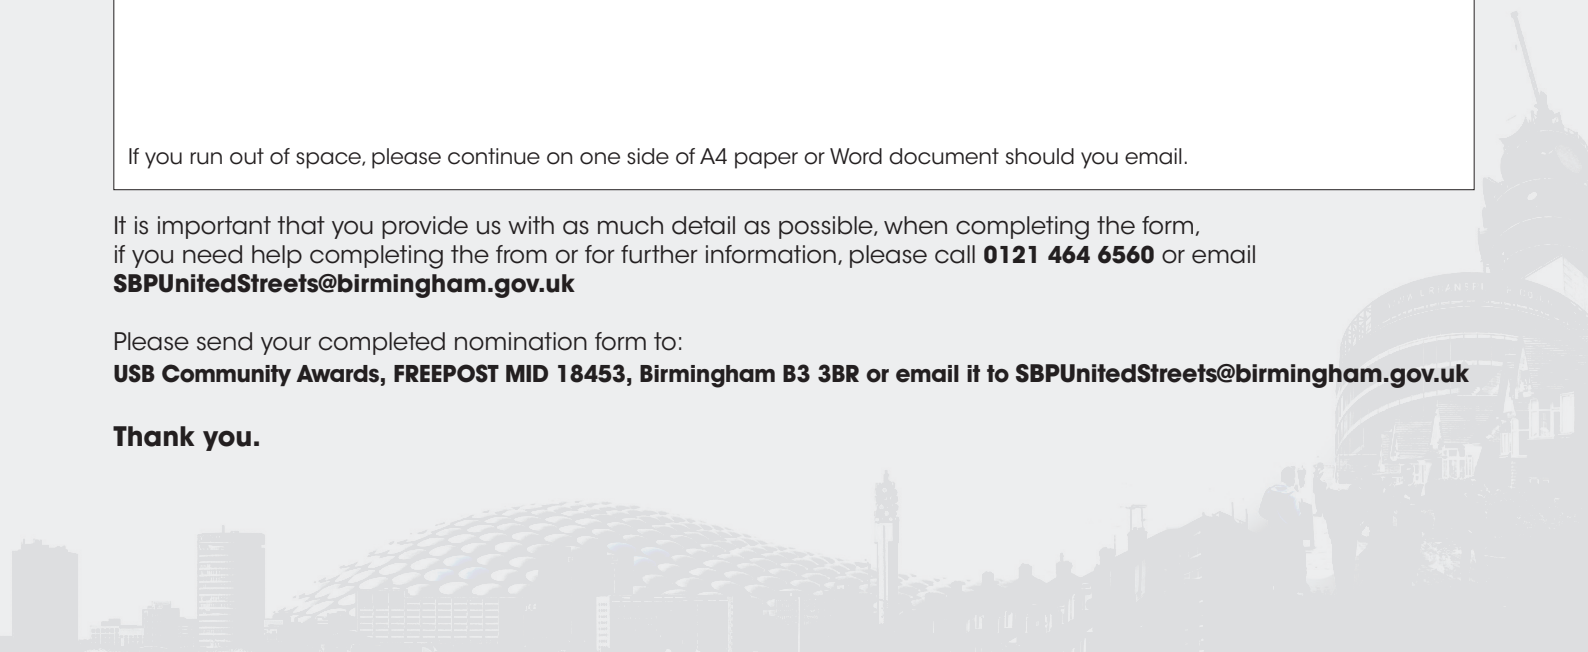 If you run out of space, please continue on one side of A4 paper or Word document should you email.
It is important that you provide us with as much detail as possible, when completing the form,
if you need help completing the from or for further information, please call 0121 464 6560 or email
SBPUnitedStreets@birmingham.gov.uk
Please send your completed nomination form to:
USB Community Awards, FREEPOST MID 18453, Birmingham B3 3BR or email it to SBPUnitedStreets@birmingham.gov.uk
Thank you.